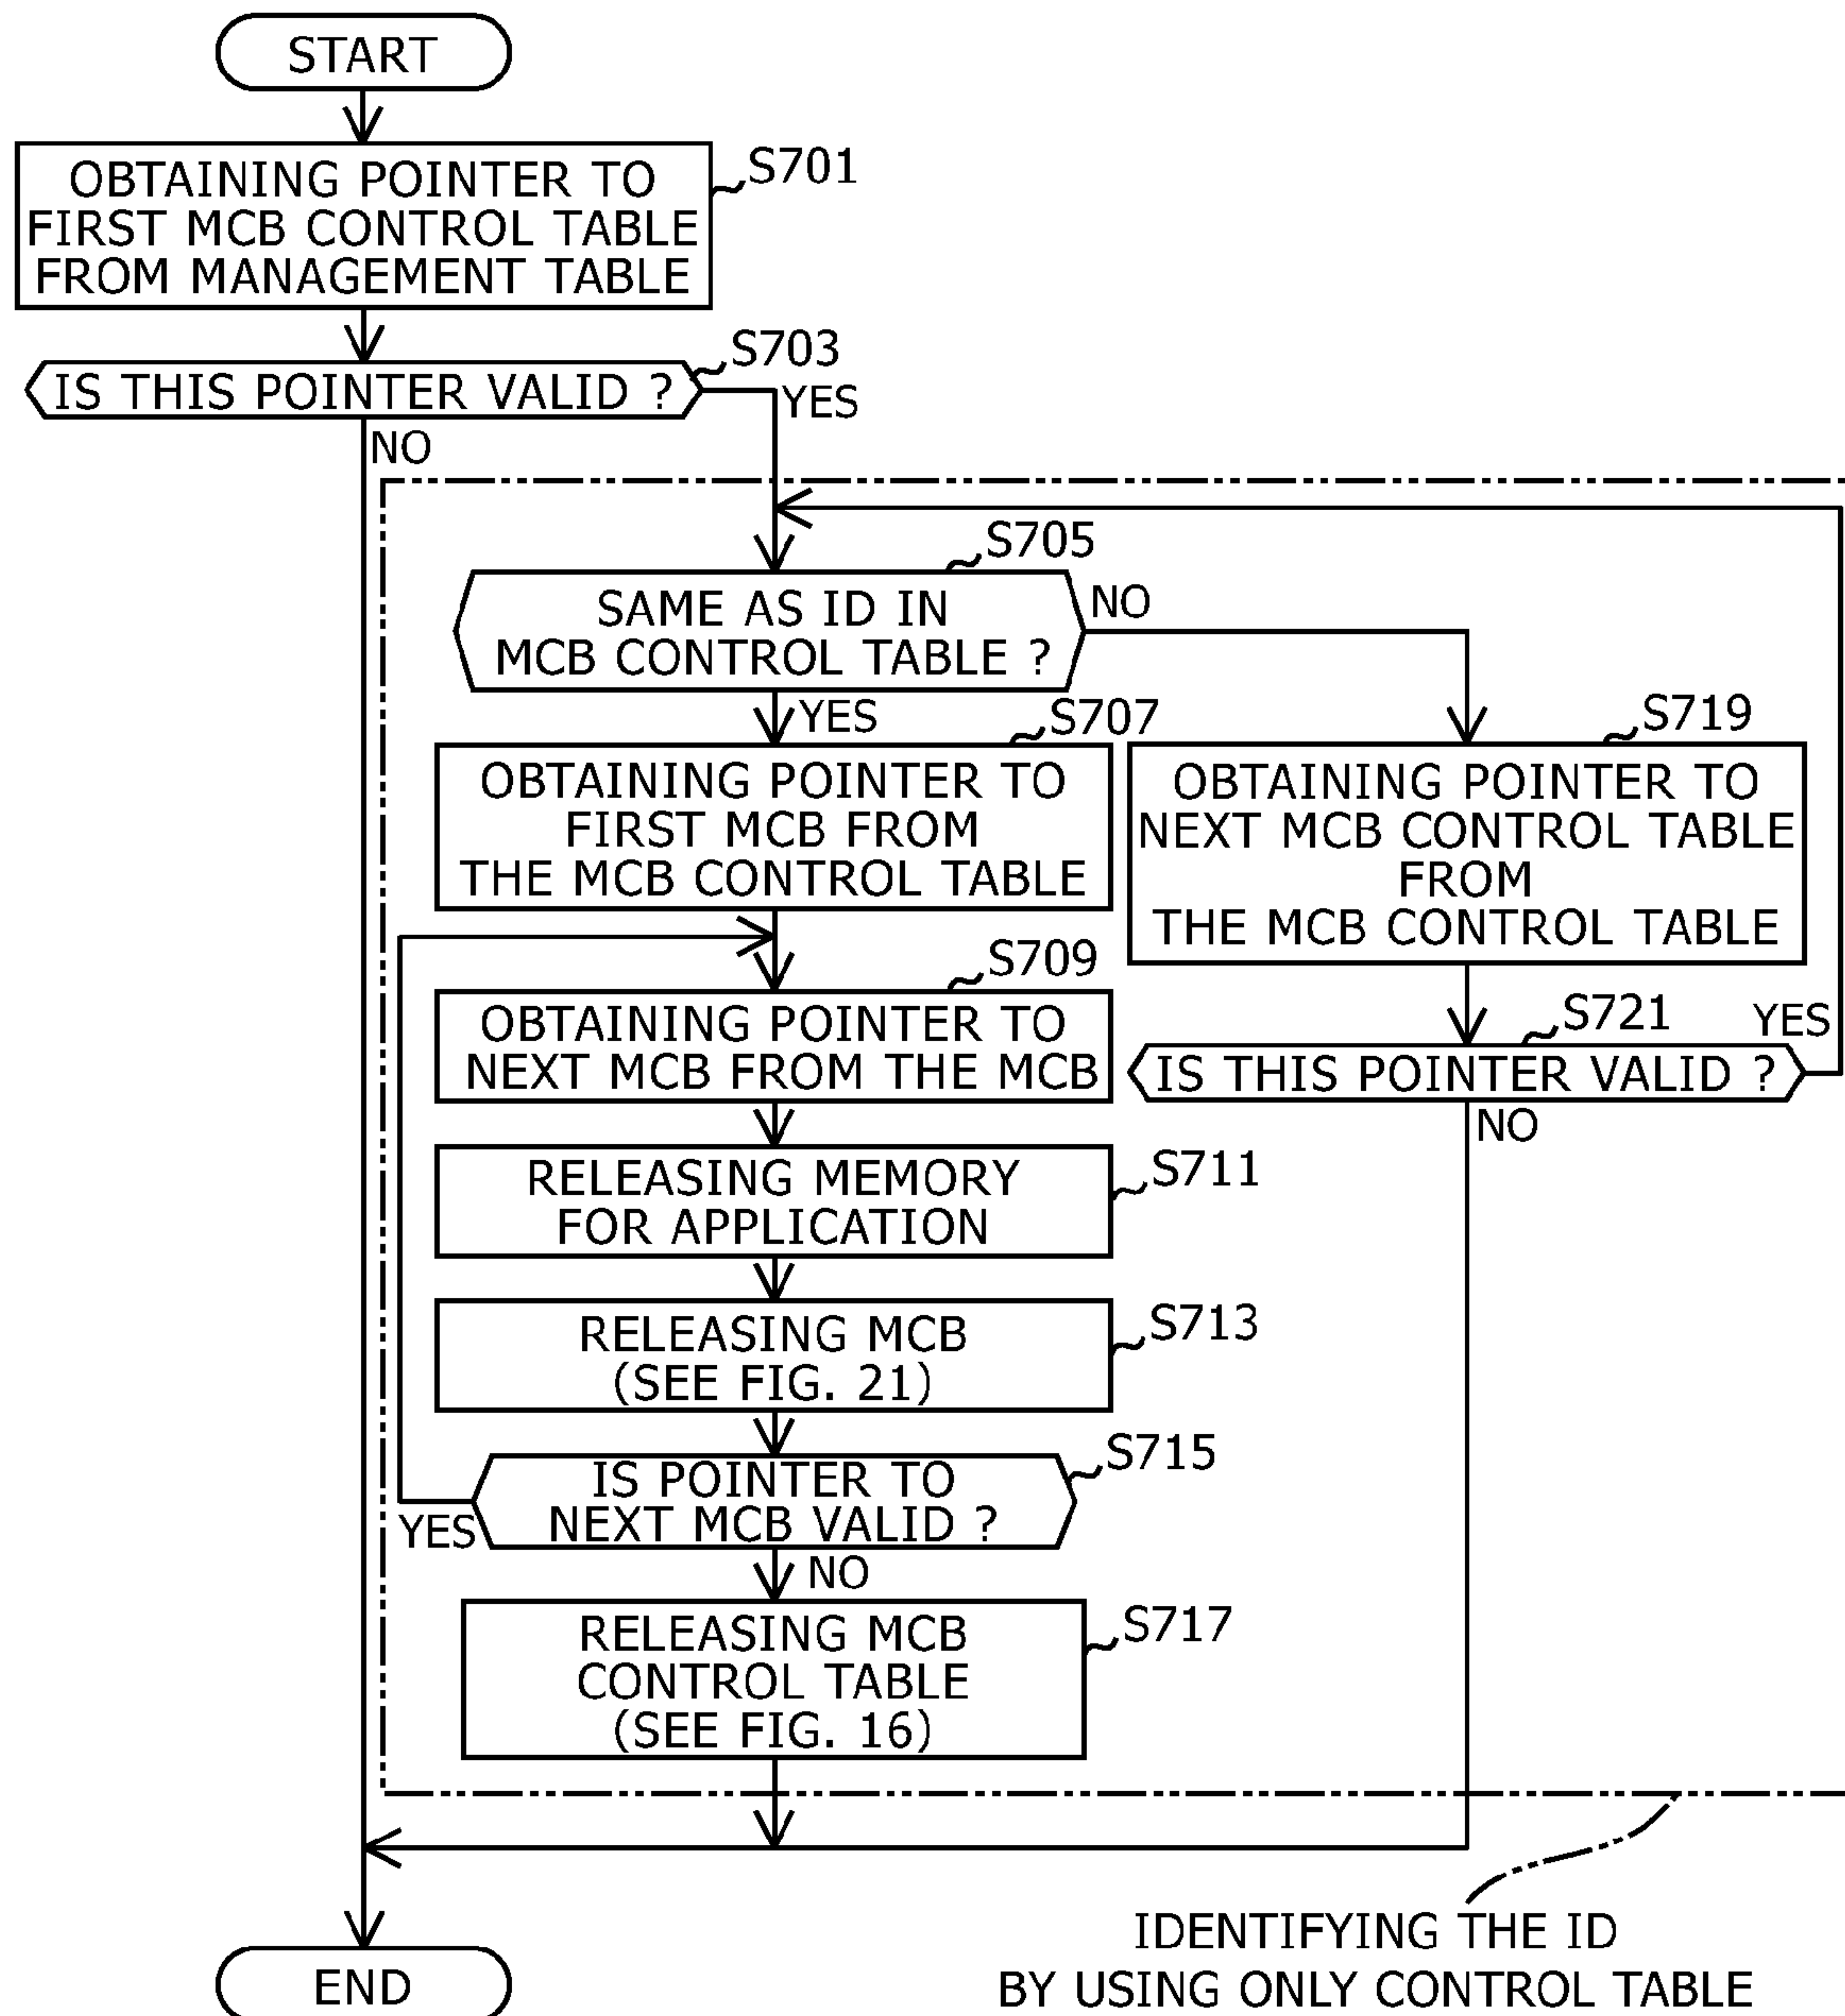 START
OBTAINING POINTER TO
FIRST MCB CONTROL TABLE
FROM MANAGEMENT TABLE
S701
IS THIS POINTER VALID ?
S703
YES
NO
SAME AS ID IN
MCB CONTROL TABLE ?
S705
NO
YES
OBTAINING POINTER TO
FIRST MCB FROM
THE MCB CONTROL TABLE
S707
OBTAINING POINTER TO
NEXT MCB CONTROL TABLE
FROM
THE MCB CONTROL TABLE
S719
OBTAINING POINTER TO
NEXT MCB FROM THE MCB
S709
IS THIS POINTER VALID ?
S721
YES
NO
RELEASING MEMORY
FOR APPLICATION
S711
RELEASING MCB
(SEE FIG. 21)
S713
IS POINTER TO
NEXT MCB VALID ?
S715
YES
NO
RELEASING MCB
CONTROL TABLE
(SEE FIG. 16)
S717
IDENTIFYING THE ID
BY USING ONLY CONTROL TABLE
END